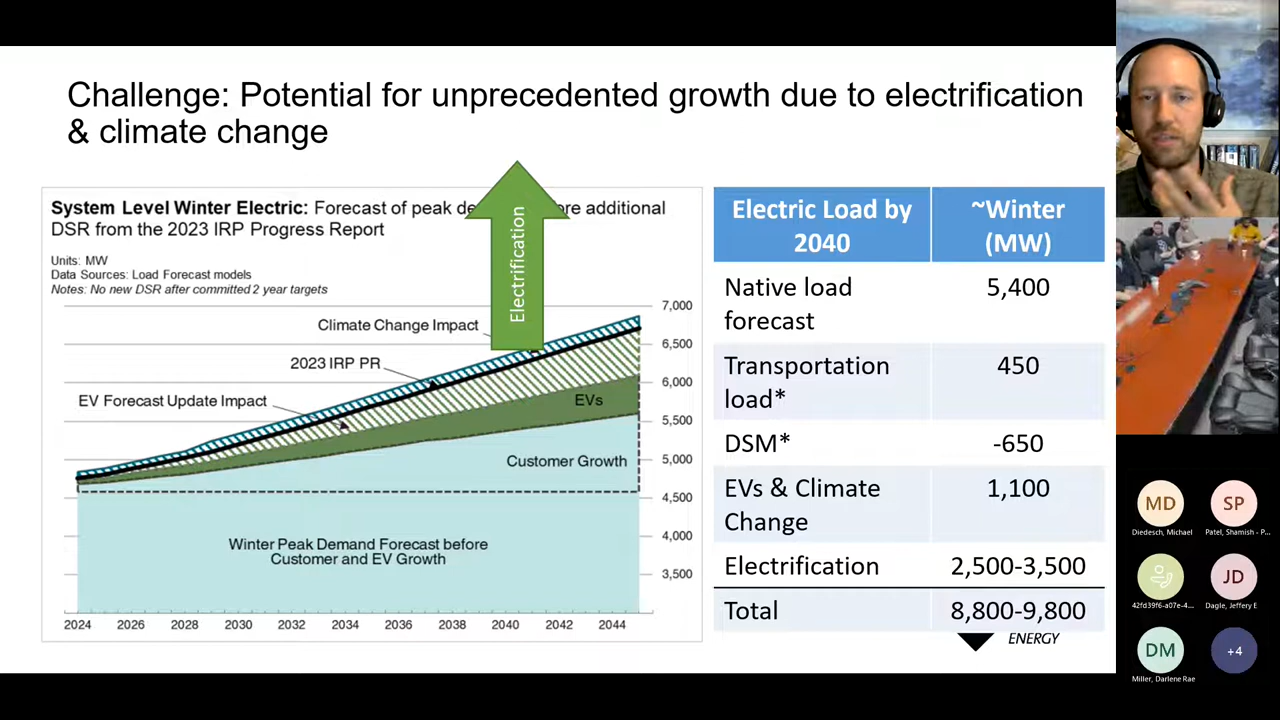 Challenge: Potential for unprecedented growth due to electrification
& climate change
System Level Winter Electric: Forecast of peak de ore additional
DSR from the 2023 IRP Progress Report
Units: MW
Data Sources: Load Forecast models
Notes: No new DSR after committed 2 year targets
Electrification
Climate Change Impact
2023 IRP PR
EV Forecast Update Impact
EVs
Customer Growth
Winter Peak Demand Forecast before
Customer and EV Growth
7,000
6,500
6,000
5,500
5,000
4,500
4,000
3,500
2024 2026 2028 2030 2032 2034 2036 2038 2040 2042 2044
Electric Load by
2040
~Winter
(MW)
Native load
forecast
5,400
Transportation
load*
450
DSM*
-650
EVs & Climate
Change
1,100
Electrification
2,500-3,500
Total
8,800-9,800
ENERGY
MD
Diedesch, Michael
SP
Patel, Shamish - P...
42fd39f6-a07e-4...
JD
Dagle, Jeffery E
DM
Miller, Darlene Rae
+4